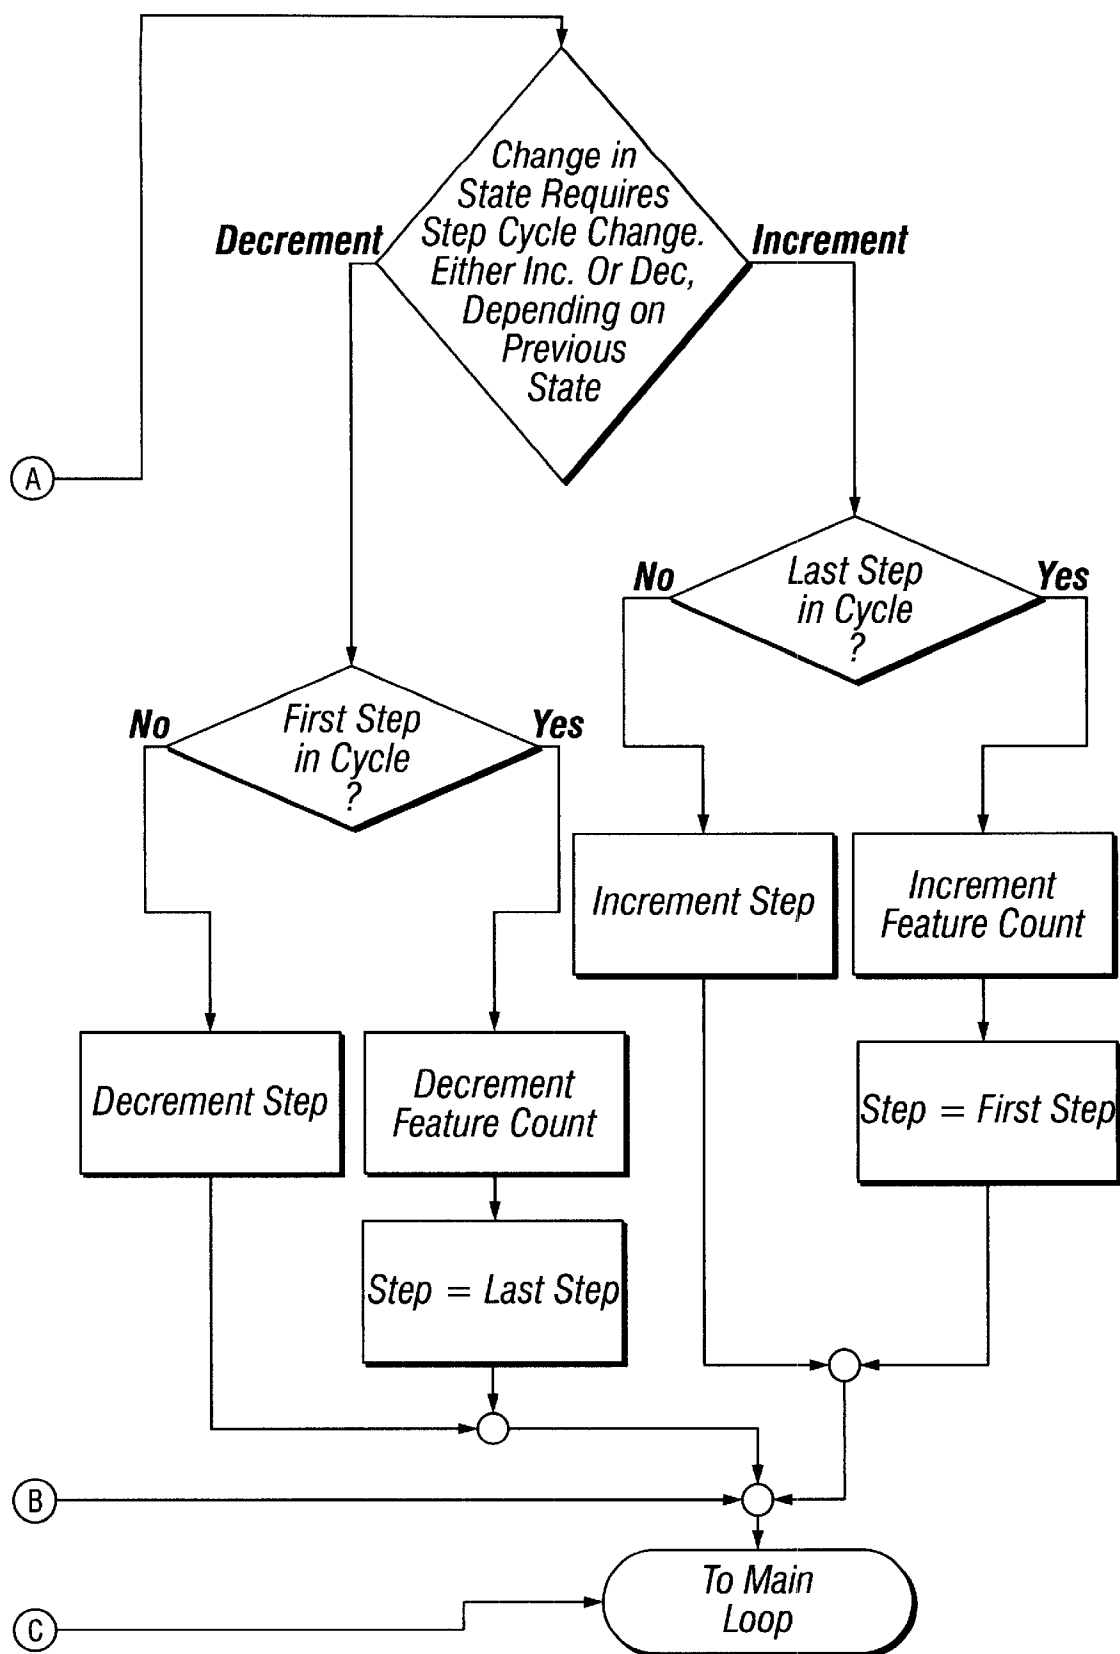 Change in
State Requires
Step Cycle Change.
Either Inc. Or Dec,
Depending on
Previous
State
Decrement
Increment
A
Last Step
in Cycle
?
No
Yes
First Step
in Cycle
?
No
Yes
Increment Step
Increment
Feature Count
Decrement Step
Decrement
Feature Count
Step = First Step
Step = Last Step
B
To Main
Loop
C